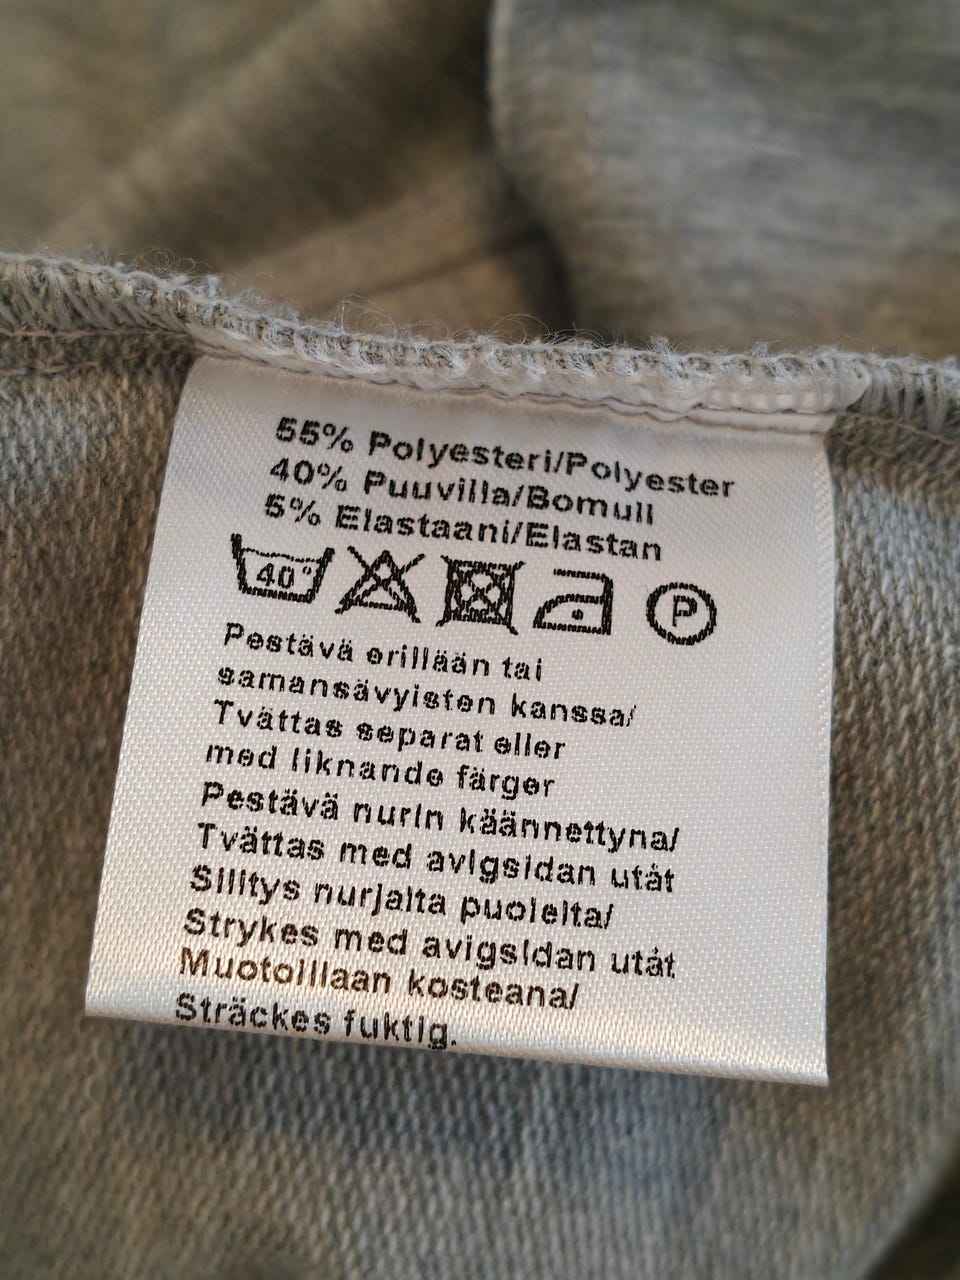 55% Polyesteri/Polyester
40% Puuvilla/Bomull
5% Elastaani/Elastan
40° P
Pestävä erillään tai
samansävyisten kanssa/
Tvättas separat eller
med liknande färger
Pestävä nurin käännettyna/
Tvättas med avigsidan utåt
Silitys nurjalta puolelta/
Strykes med avigsidan utåt
Muotoillaan kosteana/
Sträckes fuktig.